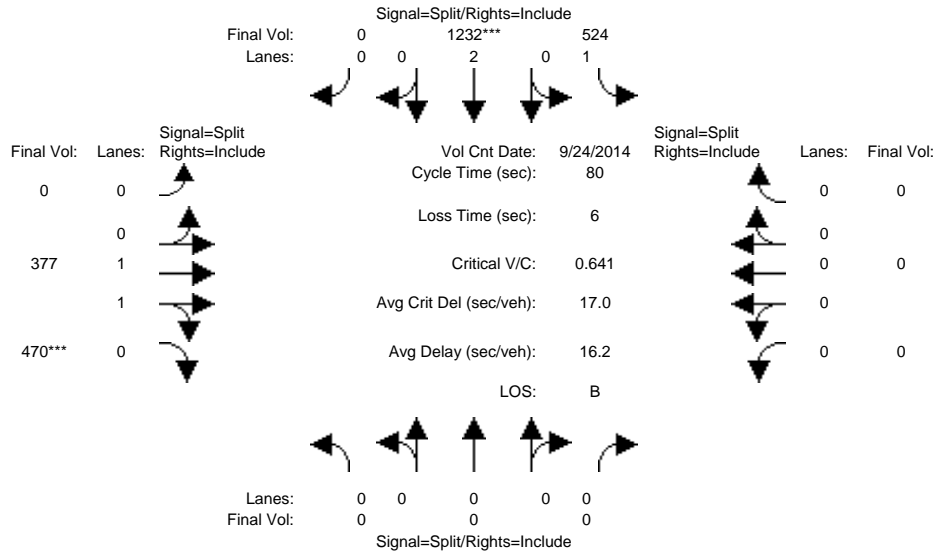 Signal=Split/Rights=Include
Final Vol: 0 1232*** 524
Lanes: 0 0 2 0 1
Signal=Split Signal=Split
Final Vol: Lanes: Rights=Include Vol Cnt Date: 9/24/2014 Rights=Include Lanes: Final Vol:
Cycle Time (sec): 80
0 0 0 0
Loss Time (sec): 6
0 0
377 1 Critical V/C: 0.641 0 0
1 Avg Crit Del (sec/veh): 17.0 0
470*** 0 Avg Delay (sec/veh): 16.2 0 0
LOS: B
Lanes: 0 0 0 0 0
Final Vol: 0 0 0
Signal=Split/Rights=Include